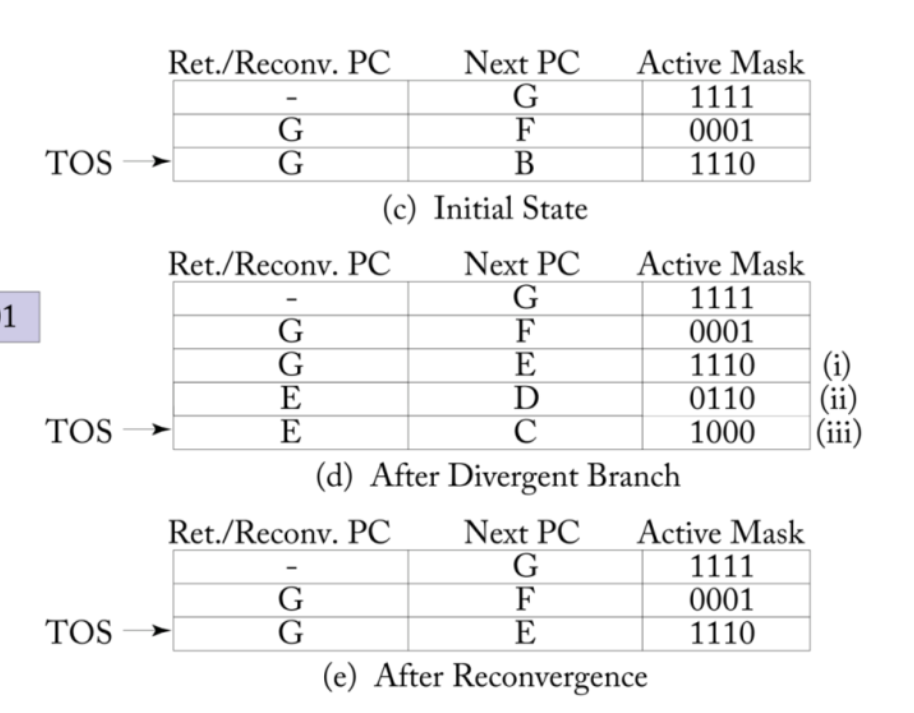 Ret./Reconv. PC Next PC Active Mask
- G 1111
G F 0001
TOS G B 1110
(c) Initial State
Ret./Reconv. PC Next PC Active Mask
- G 1111
1 G F 0001
G E 1110 (i)
E D 0110 (ii)
TOS E C 1000 (iii)
(d) After Divergent Branch
Ret./Reconv. PC Next PC Active Mask
- G 1111
G F 0001
TOS G E 1110
(e) After Reconvergence